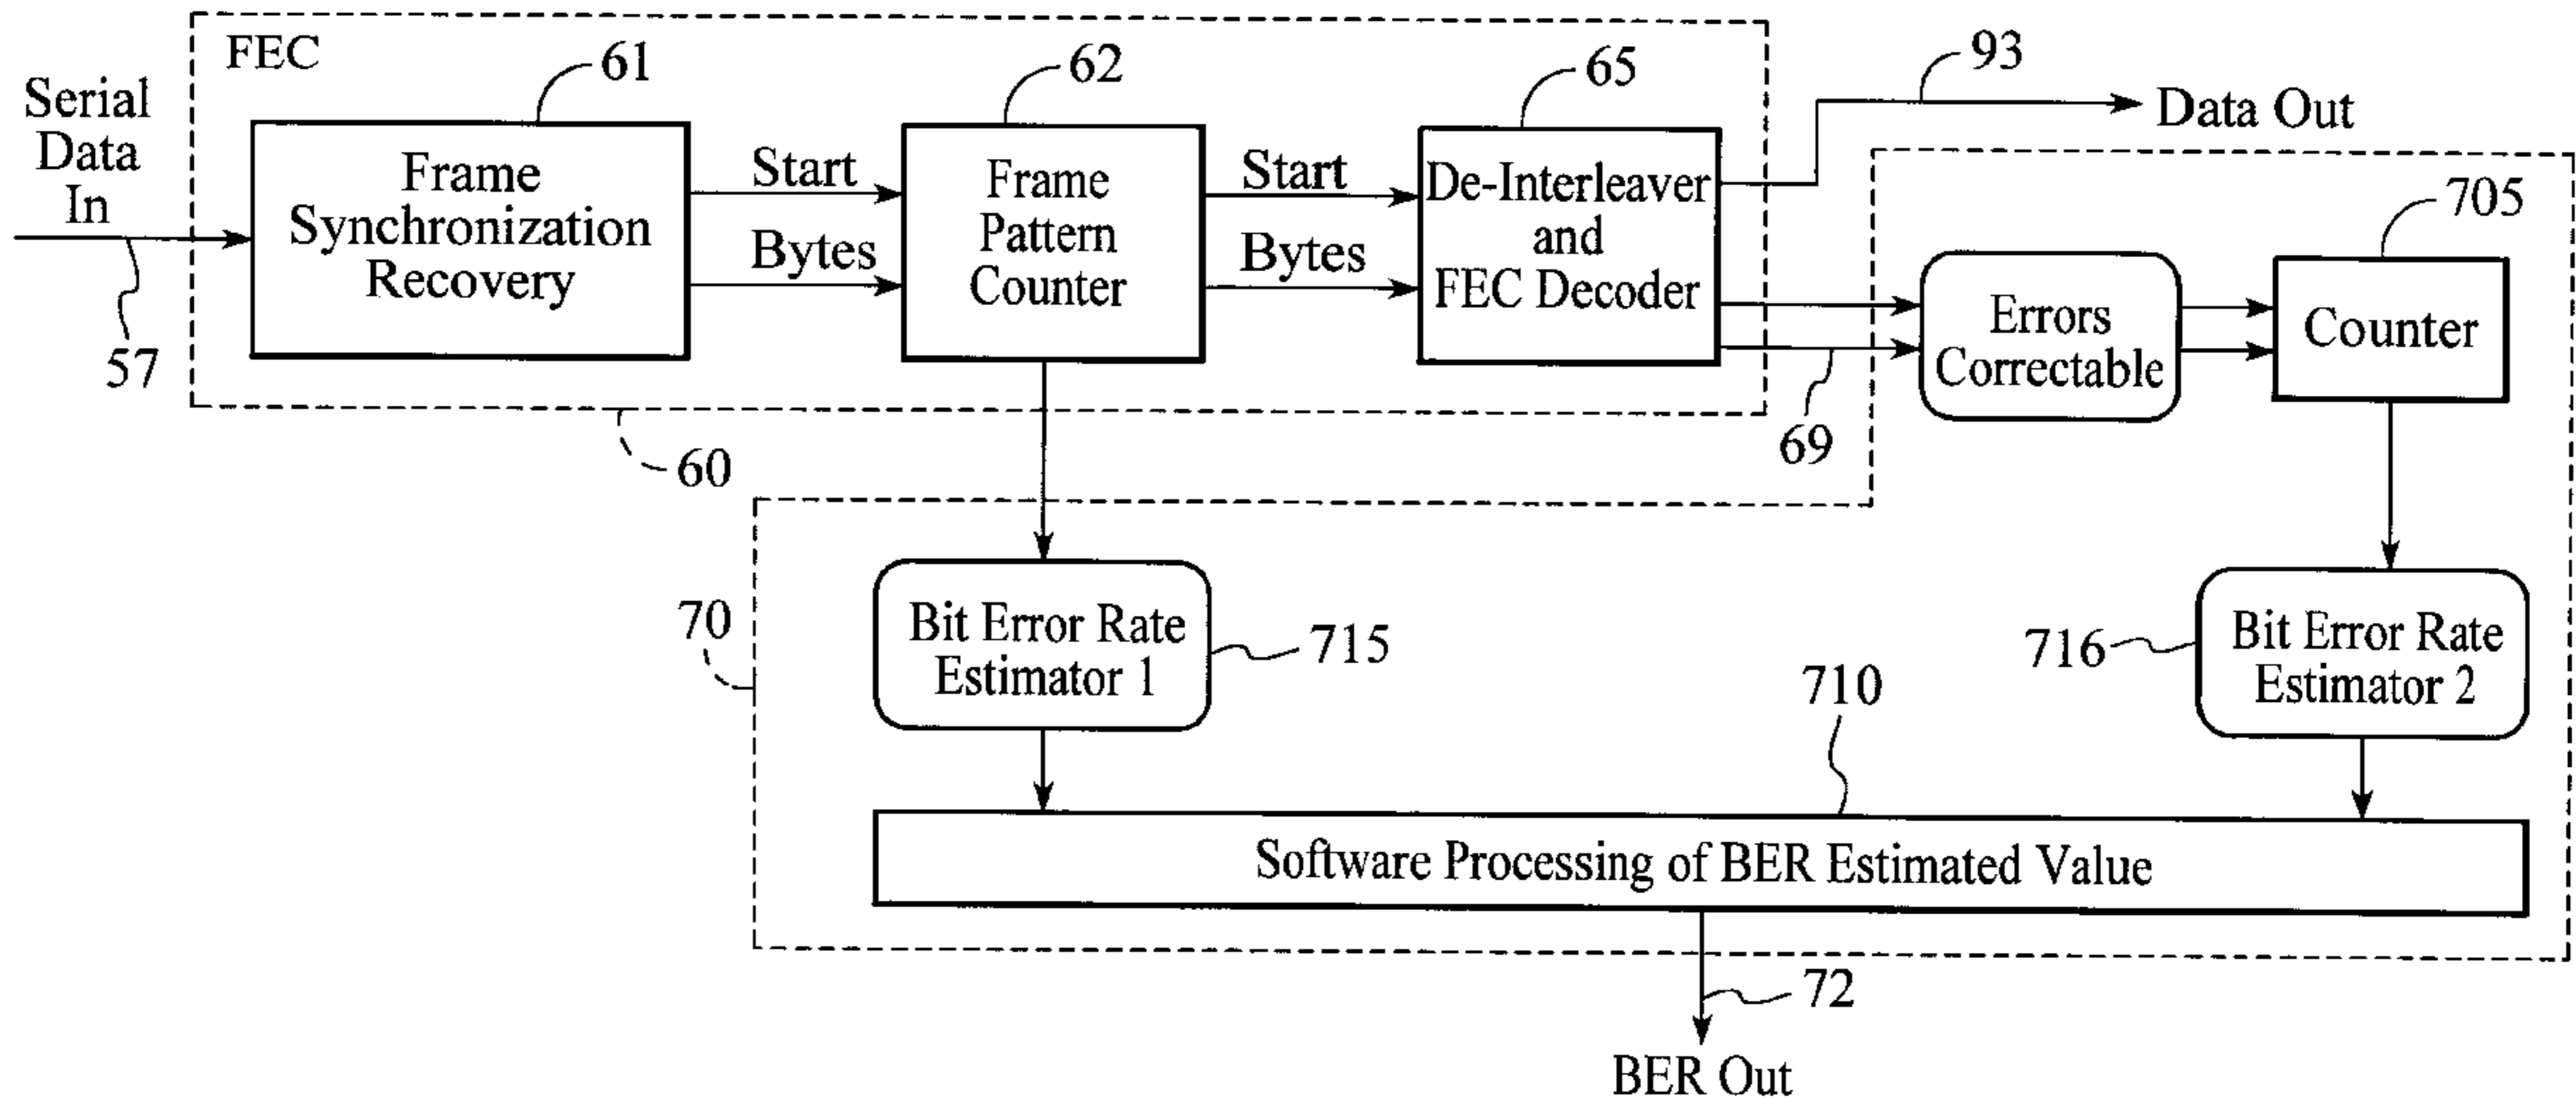 FEC
61
62
65
93
Serial
Data
In
Data Out
Frame
Synchronization
Recovery
Start
Bytes
Frame
Pattern
Counter
Start
Bytes
De-Interleaver
and
FEC Decoder
705
Errors
Correctable
Counter
57
69
60
70
Bit Error Rate
Estimator 1
715
716
Bit Error Rate
Estimator 2
710
Software Processing of BER Estimated Value
72
BER Out